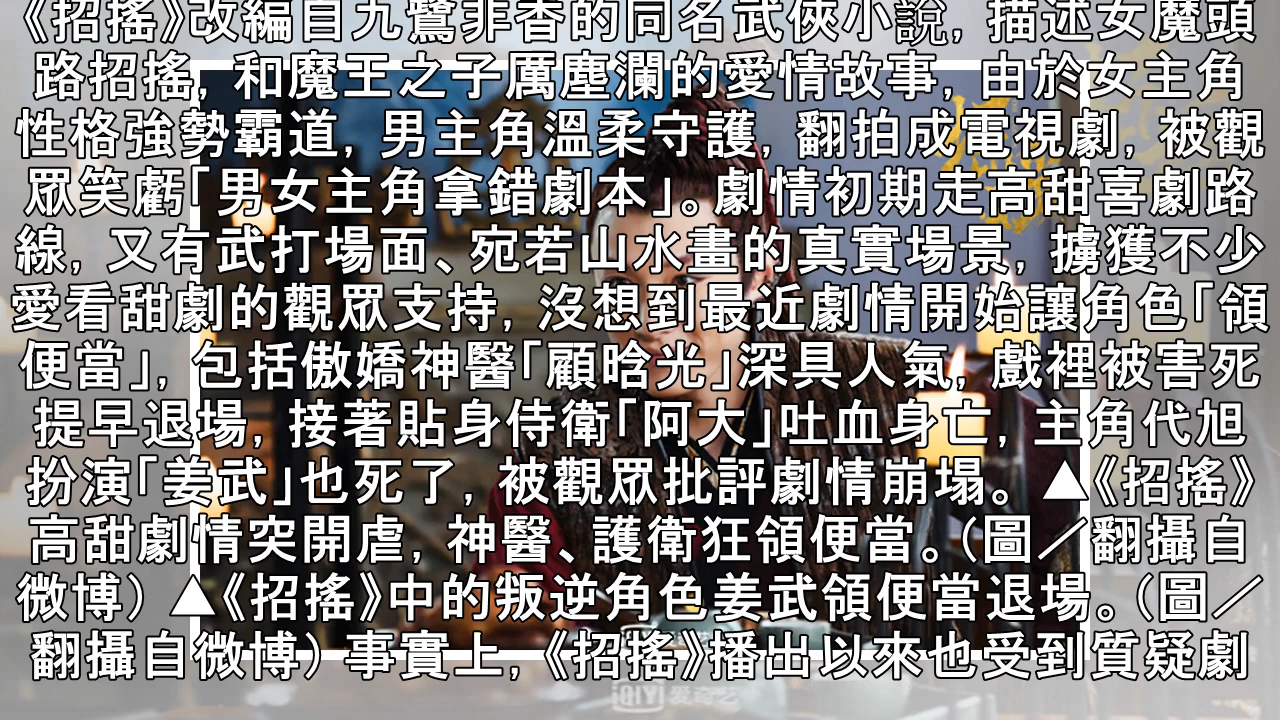 《招搖》改編自九鷺非香的同名武俠小說, 描述女魔頭
路招搖, 和魔王之子厲塵瀾的愛情故事, 由於女主角
性格強勢霸道, 男主角溫柔守護, 翻拍成電視劇, 被觀
眾笑虧「男女主角拿錯劇本」。劇情初期走高甜喜劇路
線, 又有武打場面、宛若山水畫的真實場景, 擄獲不少
愛看甜劇的觀眾支持, 沒想到最近劇情開始讓角色「領
便當」, 包括傲嬌神醫「顧晗光」深具人氣, 戲裡被害死
提早退場, 接著貼身侍衛「阿大」吐血身亡, 主角代旭
扮演「姜武」也死了, 被觀眾批評劇情崩塌。 ▲《招搖》
高甜劇情突開虐, 神醫、護衛狂領便當。(圖／翻攝自
微博) ▲《招搖》中的叛逆角色姜武領便當退場。(圖／
翻攝自微博) 事實上, 《招搖》播出以來也受到質疑劇
iQIYI 爱奇艺